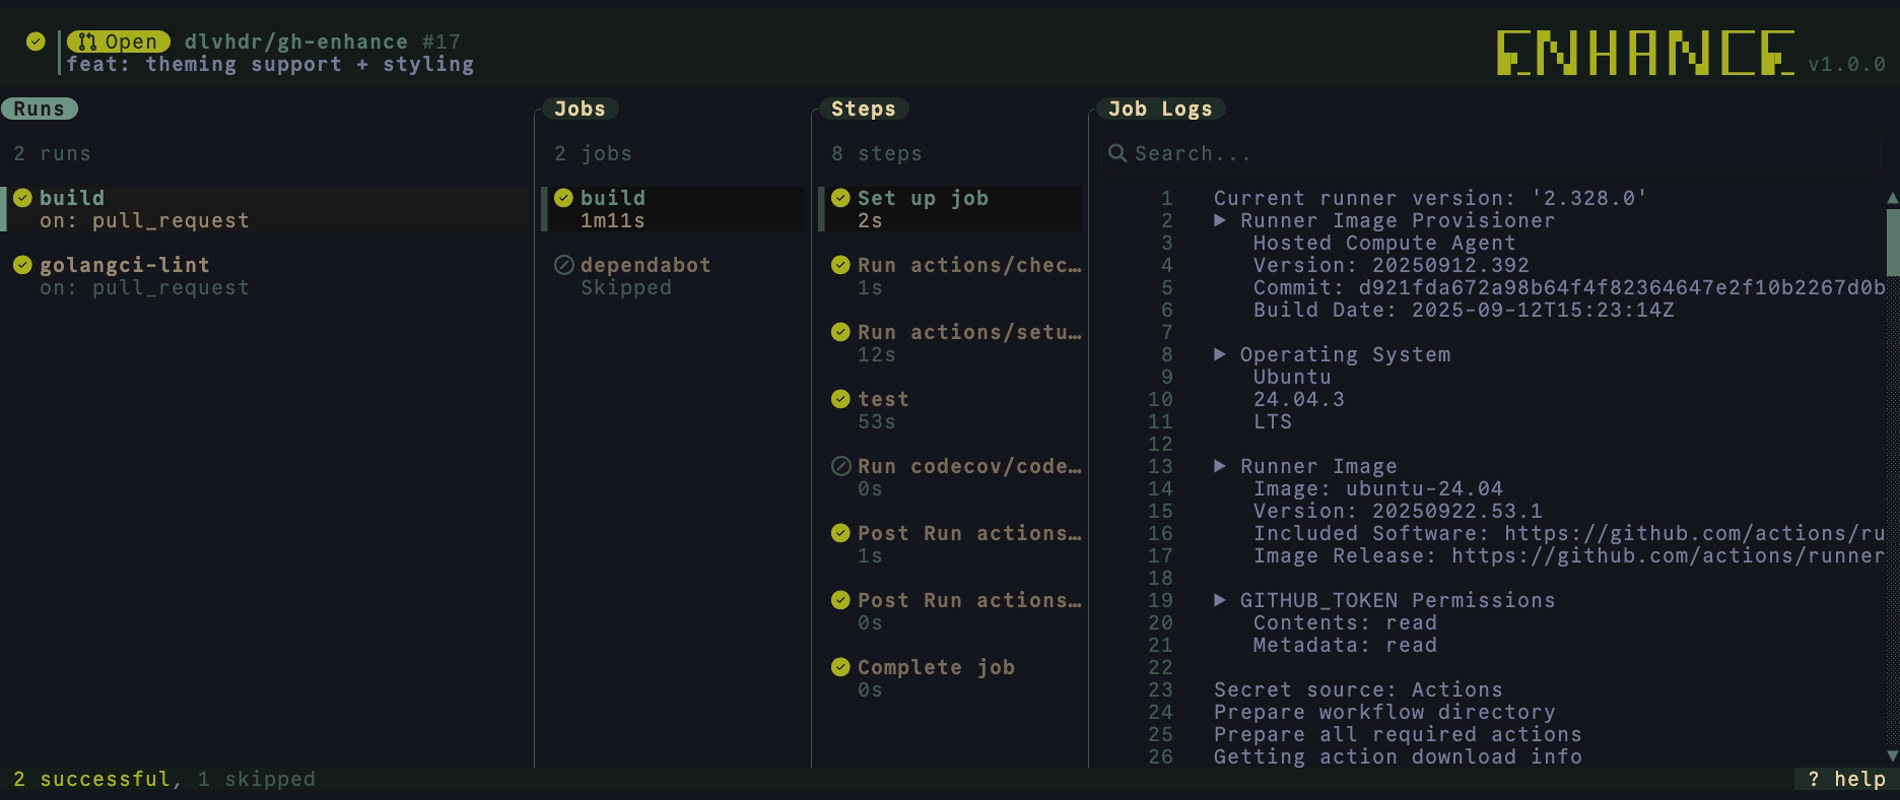 Open dlvhdr/gh-enhance #17
feat: theming support + styling
ENHANCE v1.0.0
Runs
2 runs
build
on: pull_request
golangci-lint
on: pull_request
Jobs
2 jobs
build
1m11s
dependabot
Skipped
Steps
8 steps
Set up job
2s
Run actions/chec…
1s
Run actions/setu…
12s
test
53s
Run codecov/code…
0s
Post Run actions…
1s
Post Run actions…
0s
Complete job
0s
Job Logs
Search...
1 Current runner version: '2.328.0'
2 ▶ Runner Image Provisioner
3 Hosted Compute Agent
4 Version: 20250912.392
5 Commit: d921fda672a98b64f4f82364647e2f10b2267d0b
6 Build Date: 2025-09-12T15:23:14Z
7
8 ▶ Operating System
9 Ubuntu
10 24.04.3
11 LTS
12
13 ▶ Runner Image
14 Image: ubuntu-24.04
15 Version: 20250922.53.1
16 Included Software: https://github.com/actions/ru
17 Image Release: https://github.com/actions/runner
18
19 ▶ GITHUB_TOKEN Permissions
20 Contents: read
21 Metadata: read
22
23 Secret source: Actions
24 Prepare workflow directory
25 Prepare all required actions
26 Getting action download info
2 successful, 1 skipped
? help